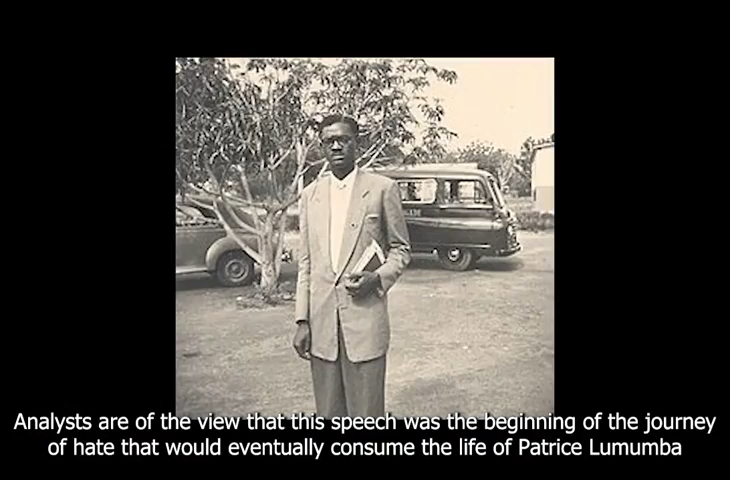 Analysts are of the view that this speech was the beginning of the journey
of hate that would eventually consume the life of Patrice Lumumba